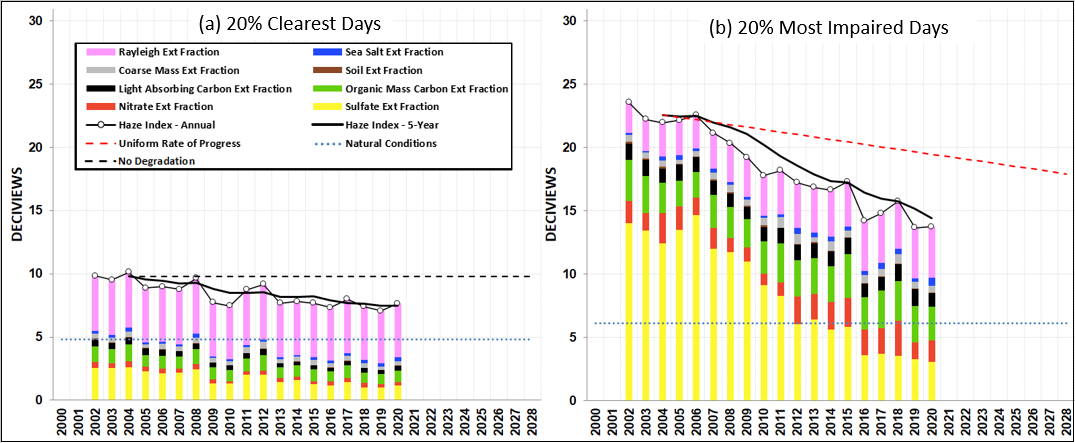 (a) 20% Clearest Days
(b) 20% Most Impaired Days
DECIVIEWS
30
25
20
15
10
5
0
Rayleigh Ext Fraction
Sea Salt Ext Fraction
Coarse Mass Ext Fraction
Soil Ext Fraction
Light Absorbing Carbon Ext Fraction
Organic Mass Carbon Ext Fraction
Nitrate Ext Fraction
Sulfate Ext Fraction
Haze Index - Annual
Haze Index - 5-Year
Uniform Rate of Progress
Natural Conditions
No Degradation
2000 2001 2002 2003 2004 2005 2006 2007 2008 2009 2010 2011 2012 2013 2014 2015 2016 2017 2018 2019 2020 2021 2022 2023 2024 2025 2026 2027 2028
DECIVIEWS
30
25
20
15
10
5
0
2000 2001 2002 2003 2004 2005 2006 2007 2008 2009 2010 2011 2012 2013 2014 2015 2016 2017 2018 2019 2020 2021 2022 2023 2024 2025 2026 2027 2028